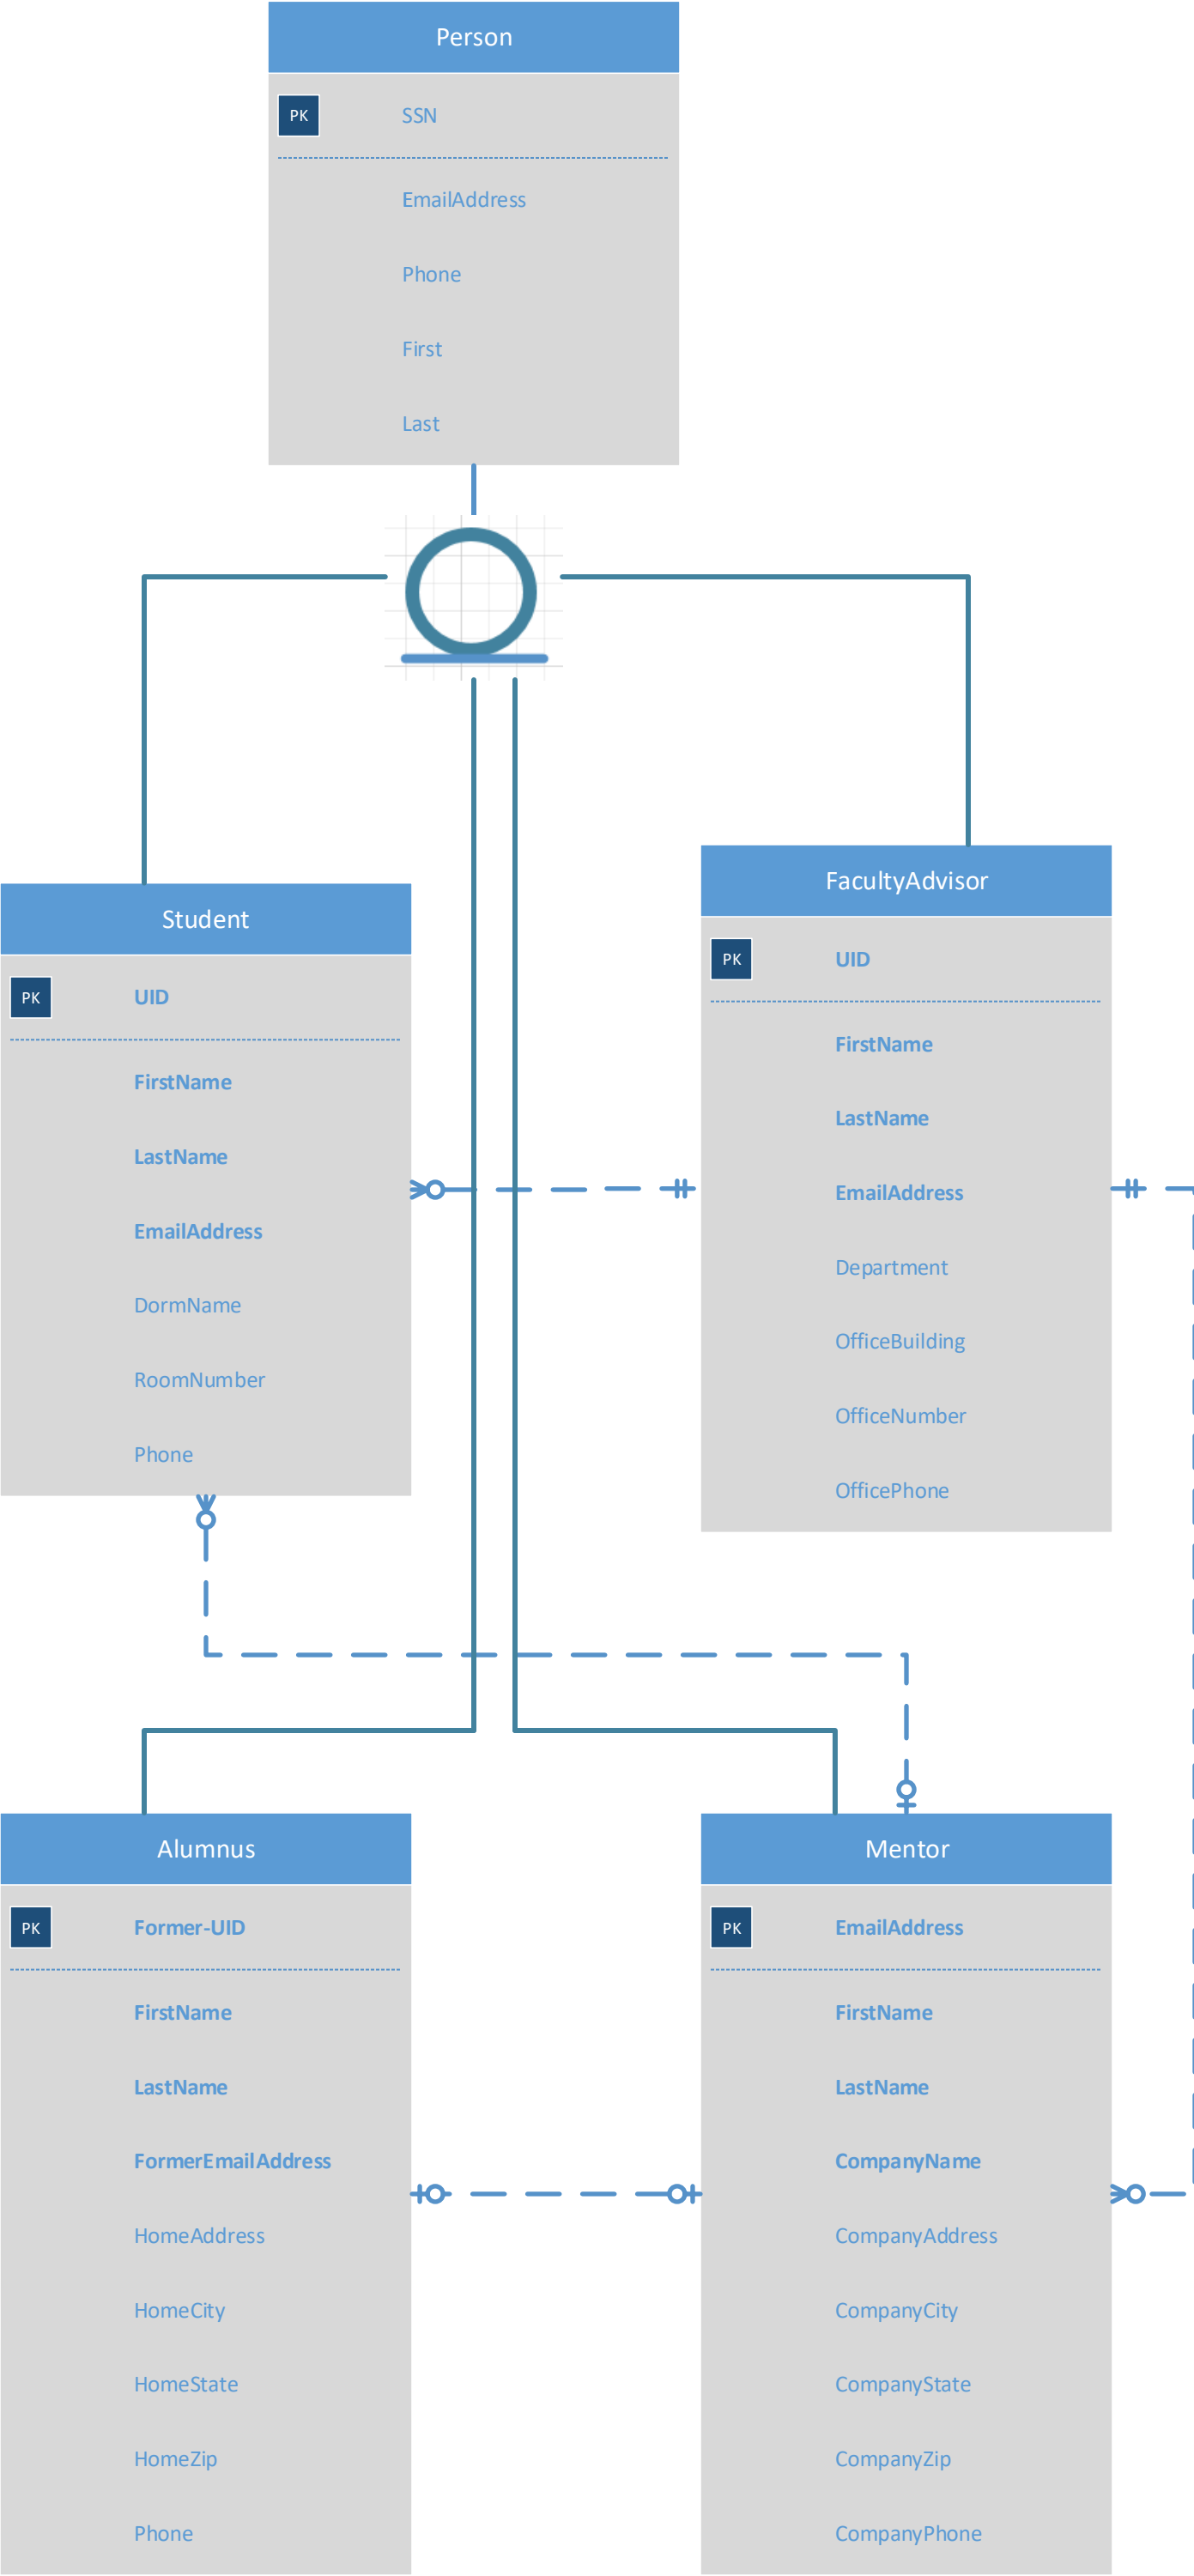 Person
PK SSN
EmailAddress
Phone
First
Last
Student
PK UID
FirstName
LastName
EmailAddress
DormName
RoomNumber
Phone
FacultyAdvisor
PK UID
FirstName
LastName
EmailAddress
Department
OfficeBuilding
OfficeNumber
OfficePhone
Alumnus
PK Former-UID
FirstName
LastName
FormerEmailAddress
HomeAddress
HomeCity
HomeState
HomeZip
Phone
Mentor
PK EmailAddress
FirstName
LastName
CompanyName
CompanyAddress
CompanyCity
CompanyState
CompanyZip
CompanyPhone